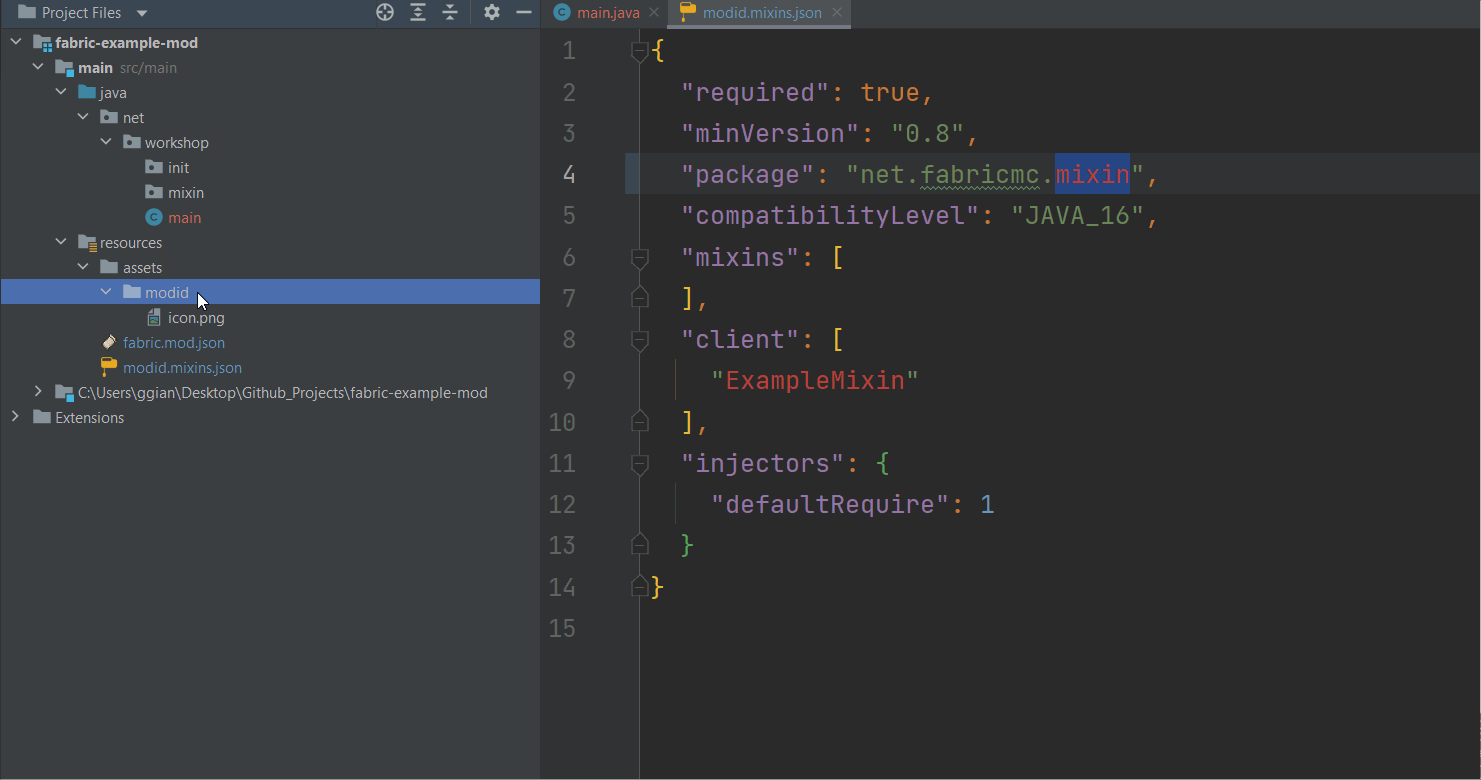 Project Files
fabric-example-mod
main src/main
java
net
workshop
init
mixin
main
resources
assets
modid
icon.png
fabric.mod.json
modid.mixins.json
C:\Users\ggian\Desktop\Github_Projects\fabric-example-mod
Extensions
main.java
modid.mixins.json
1 {
2 "required": true,
3 "minVersion": "0.8",
4 "package": "net.fabricmc.mixin",
5 "compatibilityLevel": "JAVA_16",
6 "mixins": [
7 ],
8 "client": [
9 "ExampleMixin"
10 ],
11 "injectors": {
12 "defaultRequire": 1
13 }
14 }
15